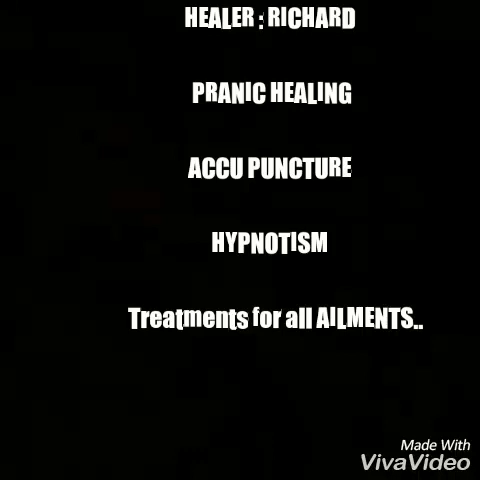 HEALER : RICHARD
PRANIC HEALING
ACCU PUNCTURE
HYPNOTISM
Treatments for all AILMENTS..
Made With
VivaVideo